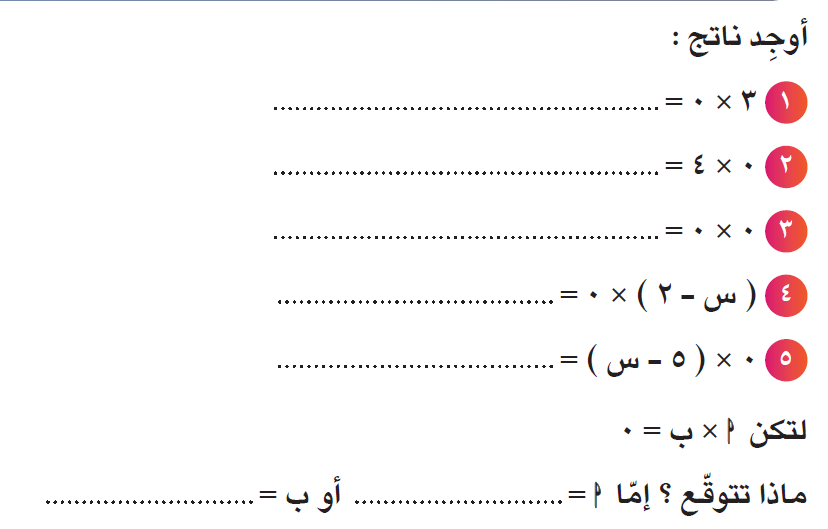 أوجِد ناتج :
١ ٣ × ٠ = ........................................................
٢ ٠ × ٤ = ........................................................
٣ ٠ × ٠ = ........................................................
٤ ( س – ٢ ) × ٠ = ........................................
٥ ٠ × ( ٥ – س ) = ........................................
لتكن أ × ب = ٠
ماذا تتوقّع ؟ إمّا أ = .............................. أو ب = ..............................